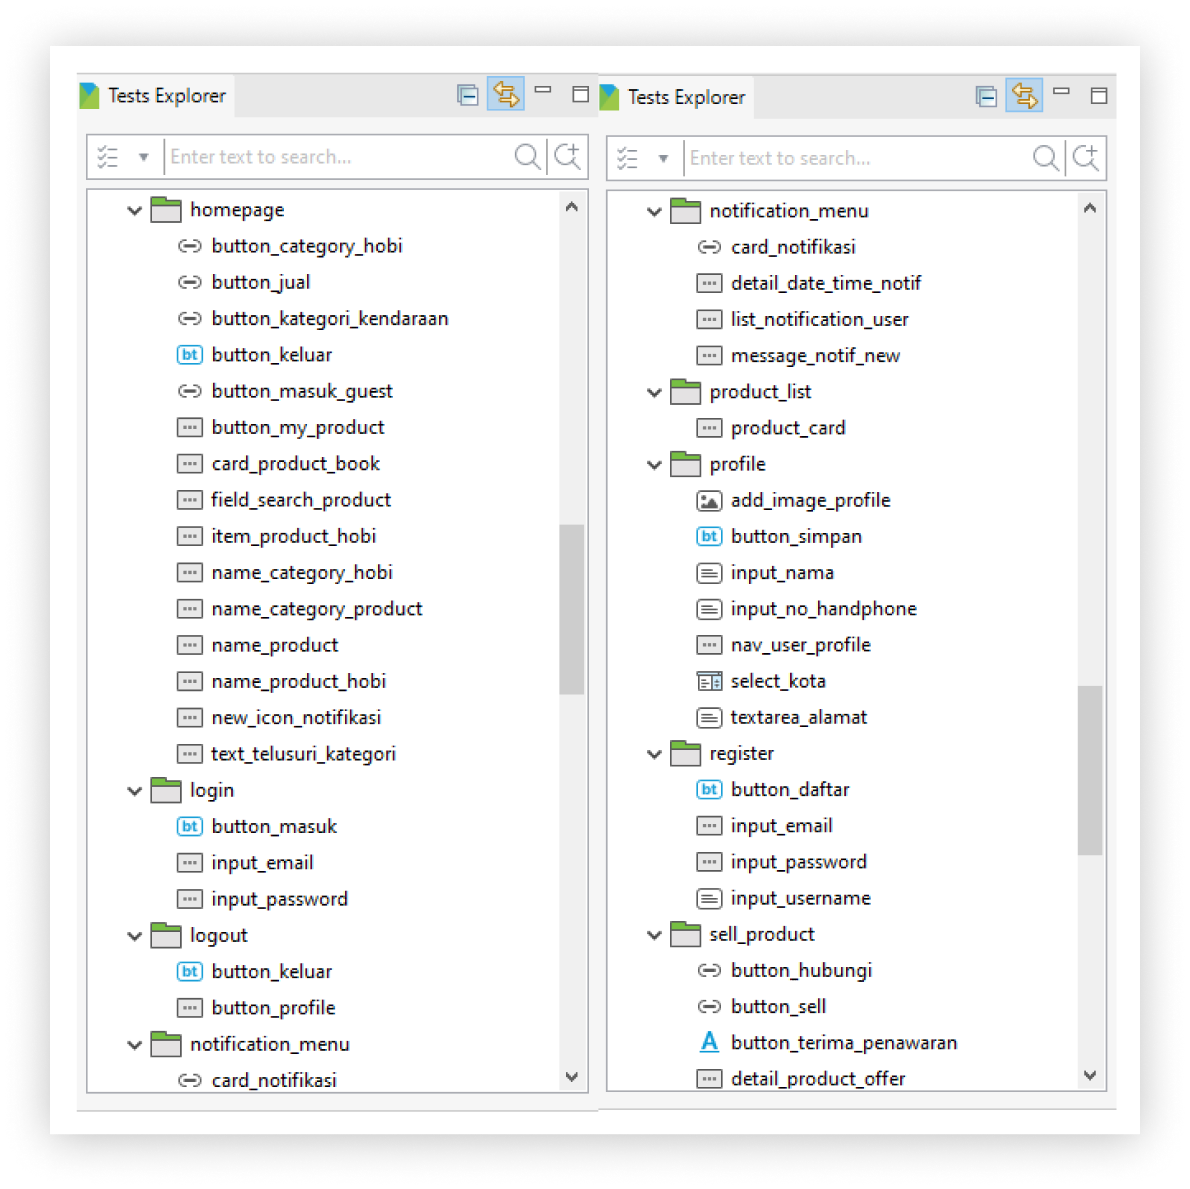 Tests Explorer
Enter text to search...
homepage
button_category_hobi
button_jual
button_kategori_kendaraan
bt button_keluar
button_masuk_guest
button_my_product
card_product_book
field_search_product
item_product_hobi
name_category_hobi
name_category_product
name_product
name_product_hobi
new_icon_notifikasi
text_telusuri_kategori
login
bt button_masuk
input_email
input_password
logout
bt button_keluar
button_profile
notification_menu
card_notifikasi
Tests Explorer
Enter text to search...
notification_menu
card_notifikasi
detail_date_time_notif
list_notification_user
message_notif_new
product_list
product_card
profile
add_image_profile
bt button_simpan
input_nama
input_no_handphone
nav_user_profile
select_kota
textarea_alamat
register
bt button_daftar
input_email
input_password
input_username
sell_product
button_hubungi
button_sell
A button_terima_penawaran
detail_product_offer